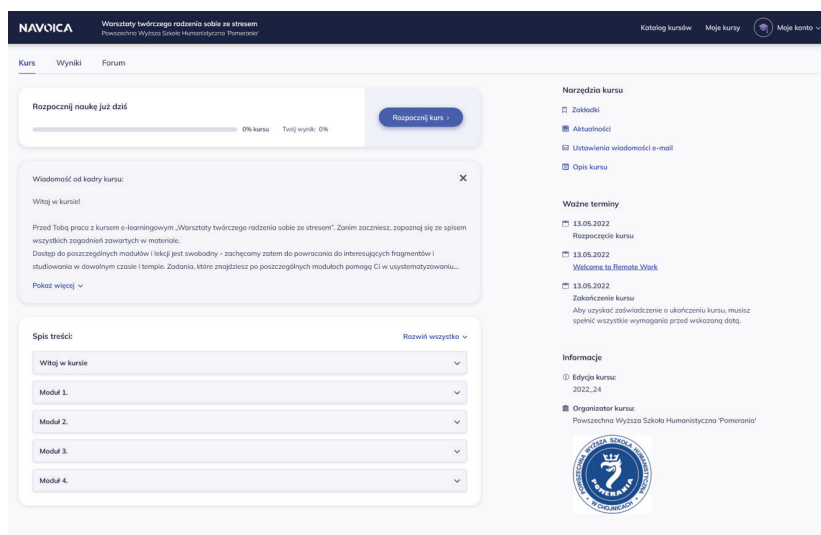 NAVOICA
Warsztaty twórczego radzenia sobie ze stresem
Powszechna Wyższa Szkoła Humanistyczna 'Pomerania'
Katalog kursów
Moje kursy
Moje konto
Kurs
Wyniki
Forum
Rozpocznij naukę już dziś
0% kursu
Twój wynik: 0%
Rozpocznij kurs ›
Wiadomość od kadry kursu:
Witaj w kursie!
Przed Tobą praca z kursem e-learningowym „Warsztaty twórczego radzenia sobie ze stresem”. Zanim zaczniesz, zapoznaj się ze spisem
wszystkich zagadnień zawartych w materiale.
Dostęp do poszczególnych modułów i lekcji jest swobodny - zachęcamy zatem do powracania do interesujących fragmentów i
studiowania w dowolnym czasie i tempie. Zadania, które znajdziesz po poszczególnych modułach pomogą Ci w usystematyzowaniu...
Pokaż więcej
Spis treści:
Rozwiń wszystko
Witaj w kursie
Moduł 1.
Moduł 2.
Moduł 3.
Moduł 4.
Narzędzia kursu
Zakładki
Aktualności
Ustawienia wiadomości e-mail
Opis kursu
Ważne terminy
13.05.2022
Rozpoczęcie kursu
13.05.2022
Welcome to Remote Work
13.05.2022
Zakończenie kursu
Aby uzyskać zaświadczenie o ukończeniu kursu, musisz
spełnić wszystkie wymagania przed wskazaną datą.
Informacje
Edycja kursu:
2022_24
Organizator kursu:
Powszechna Wyższa Szkoła Humanistyczna 'Pomerania'
POWSZECHNA WYŻSZA SZKOŁA HUMANISTYCZNA
POMERANIA
W CHOJNICACH